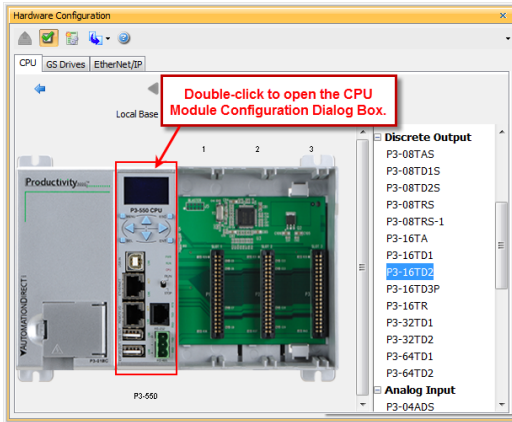 Hardware Configuration
CPU
GS Drives
EtherNet/IP
Double-click to open the CPU
Module Configuration Dialog Box.
Local Base
1
2
3
Productivity
P3-550 CPU
AUTOMATIONDIRECT
P3-550
Discrete Output
P3-08TAS
P3-08TD1S
P3-08TD2S
P3-08TRS
P3-08TRS-1
P3-16TA
P3-16TD1
P3-16TD2
P3-16TD3P
P3-16TR
P3-32TD1
P3-32TD2
P3-64TD1
P3-64TD2
Analog Input
P3-04ADS